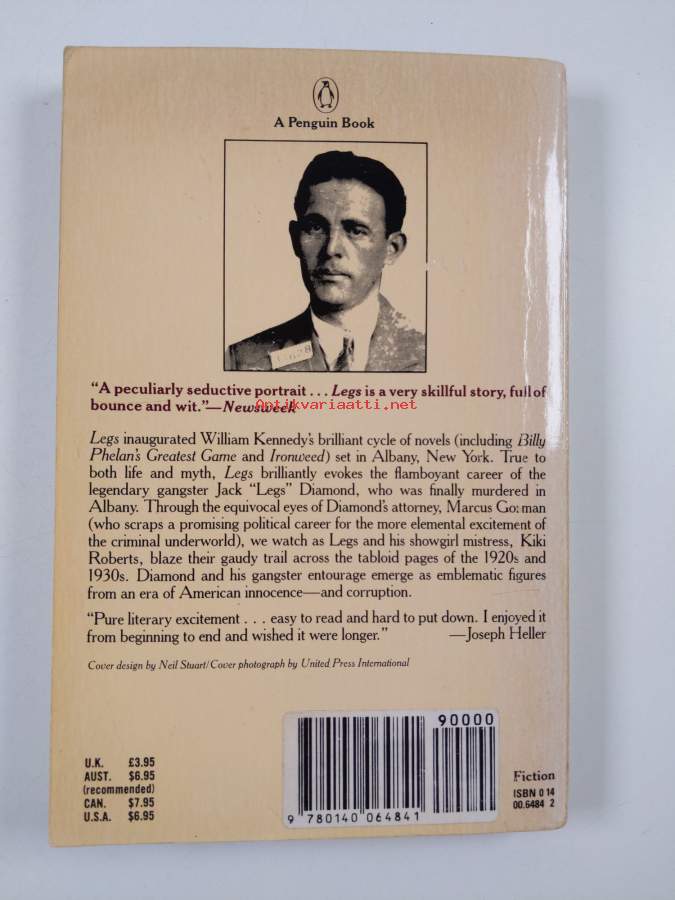 A Penguin Book
"A peculiarly seductive portrait . . . Legs is a very skillful story, full of
bounce and wit."—Newsweek
Antikvariaatti.net
Legs inaugurated William Kennedy's brilliant cycle of novels (including Billy
Phelan's Greatest Game and Ironweed) set in Albany, New York. True to
both life and myth, Legs brilliantly evokes the flamboyant career of the
legendary gangster Jack "Legs" Diamond, who was finally murdered in
Albany. Through the equivocal eyes of Diamond's attorney, Marcus Gorman
(who scraps a promising political career for the more elemental excitement of
the criminal underworld), we watch as Legs and his showgirl mistress, Kiki
Roberts, blaze their gaudy trail across the tabloid pages of the 1920s and
1930s. Diamond and his gangster entourage emerge as emblematic figures
from an era of American innocence—and corruption.
"Pure literary excitement . . . easy to read and hard to put down. I enjoyed it
from beginning to end and wished it were longer." —Joseph Heller
Cover design by Neil Stuart/Cover photograph by United Press International
U.K. £3.95
AUST. $6.95
(recommended)
CAN. $7.95
U.S.A. $6.95
90000
9 780140 064841
Fiction
ISBN 0 14
00.6484 2